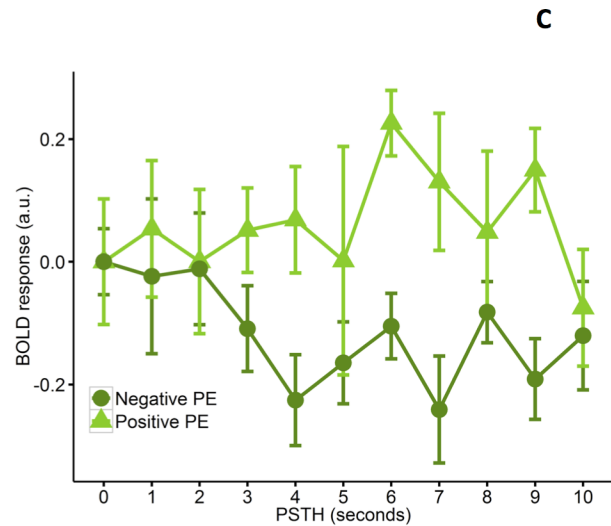 C
BOLD response (a.u.)
0.2
0.0
-0.2
Negative PE
Positive PE
0 1 2 3 4 5 6 7 8 9 10
PSTH (seconds)